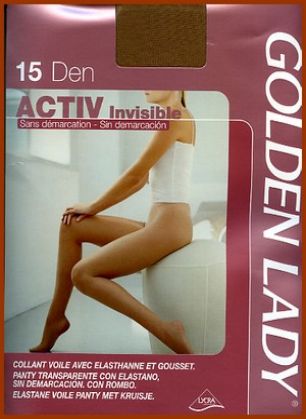 15 Den
ACTIV Invisible
Sans démarcation - Sin demarcación
GOLDEN LADY®
COLLANT VOILE AVEC ELASTHANNE ET GOUSSET.
PANTY TRANSPARENTE CON ELASTANO,
SIN DEMARCACION. CON ROMBO.
ELASTANE VOILE PANTY MET KRUISJE.
LYCRA